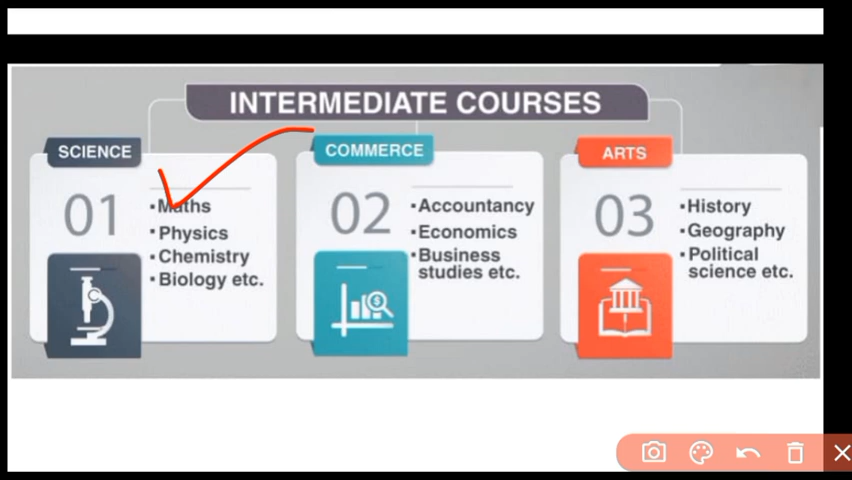 INTERMEDIATE COURSES
SCIENCE
01
Maths
Physics
Chemistry
Biology etc.
COMMERCE
02
Accountancy
Economics
Business
studies etc.
ARTS
03
History
Geography
Political
science etc.